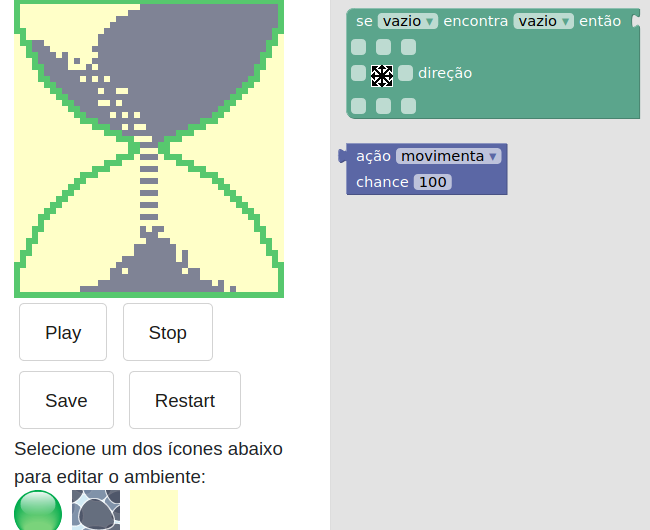 se vazio ▾ encontra vazio ▾ então
direção
ação movimenta ▾
chance 100
Play Stop
Save Restart
Selecione um dos ícones abaixo
para editar o ambiente: